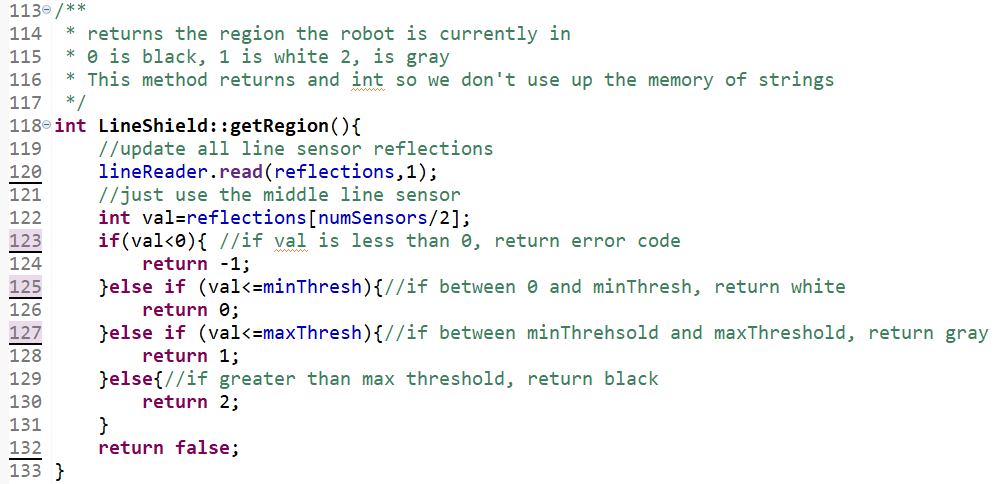 113 /**
114 * returns the region the robot is currently in
115 * 0 is black, 1 is white 2, is gray
116 * This method returns and int so we don't use up the memory of strings
117 */
118 int LineShield::getRegion(){
119 //update all line sensor reflections
120 lineReader.read(reflections,1);
121 //just use the middle line sensor
122 int val=reflections[numSensors/2];
123 if(val<0){ //if val is less than 0, return error code
124 return -1;
125 }else if (val<=minThresh){//if between 0 and minThresh, return white
126 return 0;
127 }else if (val<=maxThresh){//if between minThrehsold and maxThreshold, return gray
128 return 1;
129 }else{//if greater than max threshold, return black
130 return 2;
131 }
132 return false;
133 }